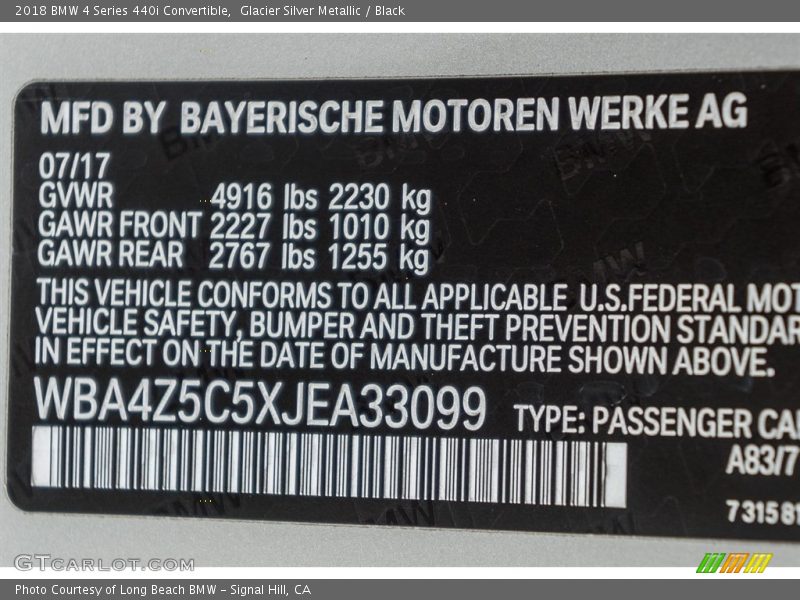 2018 BMW 4 Series 440i Convertible,  Glacier Silver Metallic / Black
MFD BY BAYERISCHE MOTOREN WERKE AG
07/17
GVWR 4916 lbs 2230 kg
GAWR FRONT 2227 lbs 1010 kg
GAWR REAR 2767 lbs 1255 kg
THIS VEHICLE CONFORMS TO ALL APPLICABLE U.S.FEDERAL MOT
VEHICLE SAFETY, BUMPER AND THEFT PREVENTION STANDAR
IN EFFECT ON THE DATE OF MANUFACTURE SHOWN ABOVE.
WBA4Z5C5XJEA33099 TYPE: PASSENGER CA
A83/7
731581
GTCARLOT.COM
Photo Courtesy of Long Beach BMW – Signal Hill, CA